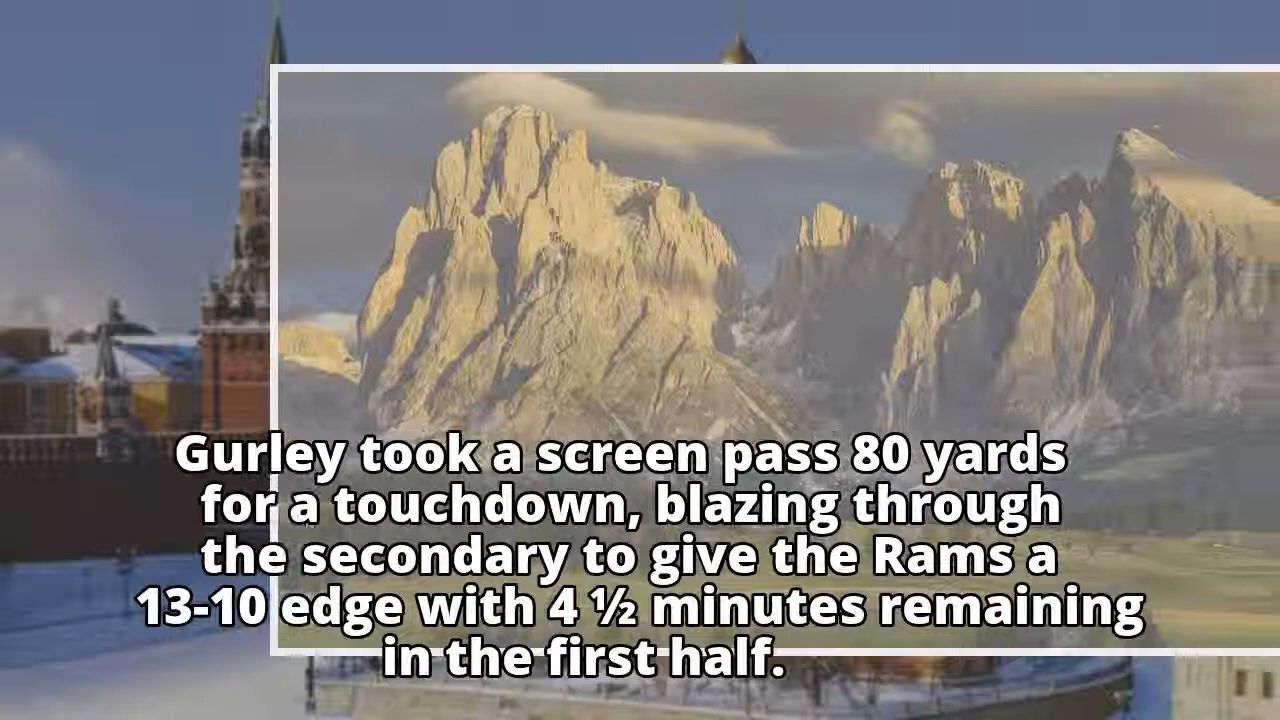 Gurley took a screen pass 80 yards
for a touchdown, blazing through
the secondary to give the Rams a
13-10 edge with 4 ½ minutes remaining
in the first half.